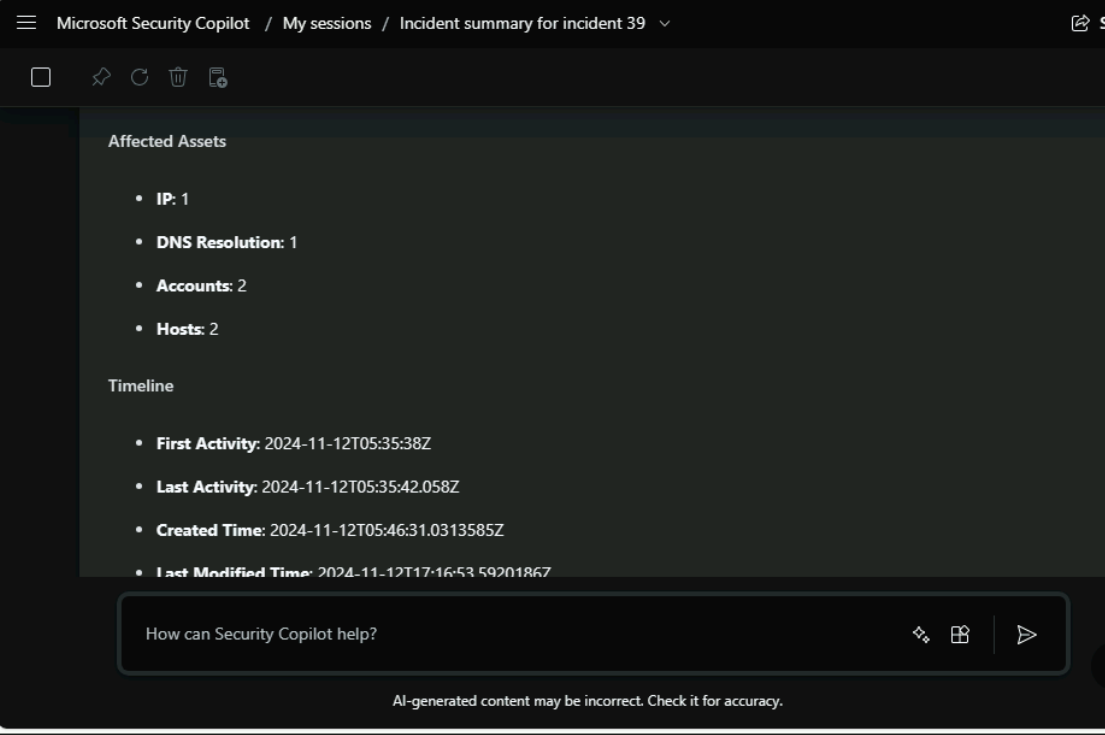 Microsoft Security Copilot / My sessions / Incident summary for incident 39
S
Affected Assets
• IP: 1
• DNS Resolution: 1
• Accounts: 2
• Hosts: 2
Timeline
• First Activity: 2024-11-12T05:35:38Z
• Last Activity: 2024-11-12T05:35:42.058Z
• Created Time: 2024-11-12T05:46:31.0313585Z
• Last Modified Time: 2024-11-12T17:16:53.5920186Z
How can Security Copilot help?
AI-generated content may be incorrect. Check it for accuracy.